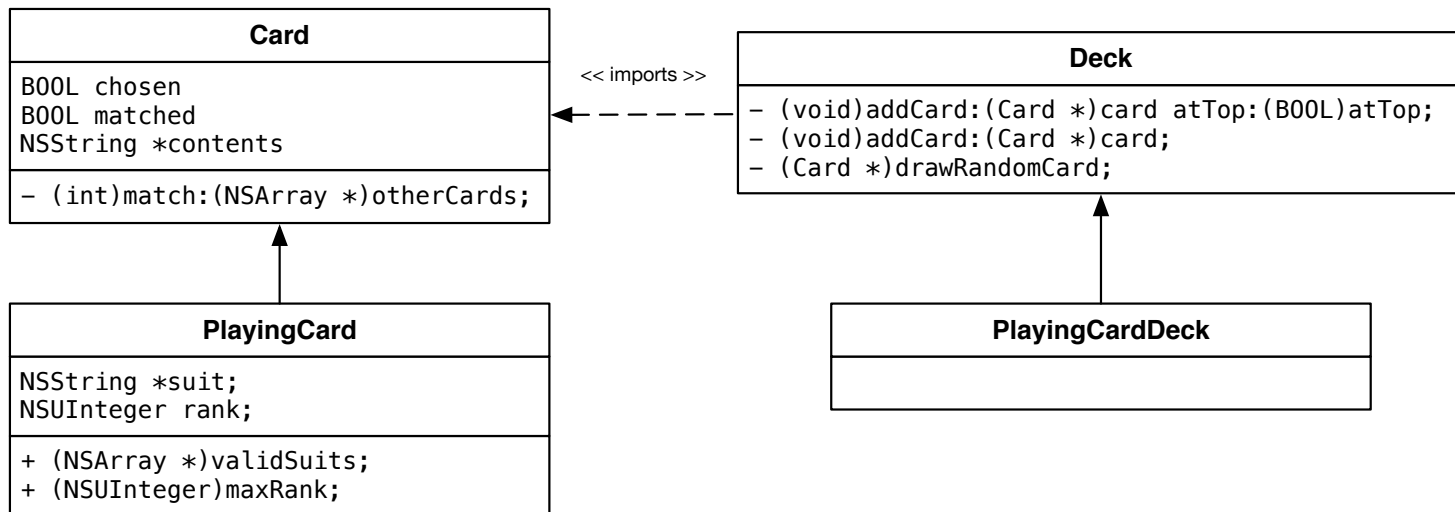 Card
BOOL chosen
BOOL matched
NSString *contents
– (int)match:(NSArray *)otherCards;
<< imports >>
Deck
– (void)addCard:(Card *)card atTop:(BOOL)atTop;
– (void)addCard:(Card *)card;
– (Card *)drawRandomCard;
PlayingCard
NSString *suit;
NSUInteger rank;
+ (NSArray *)validSuits;
+ (NSUInteger)maxRank;
PlayingCardDeck